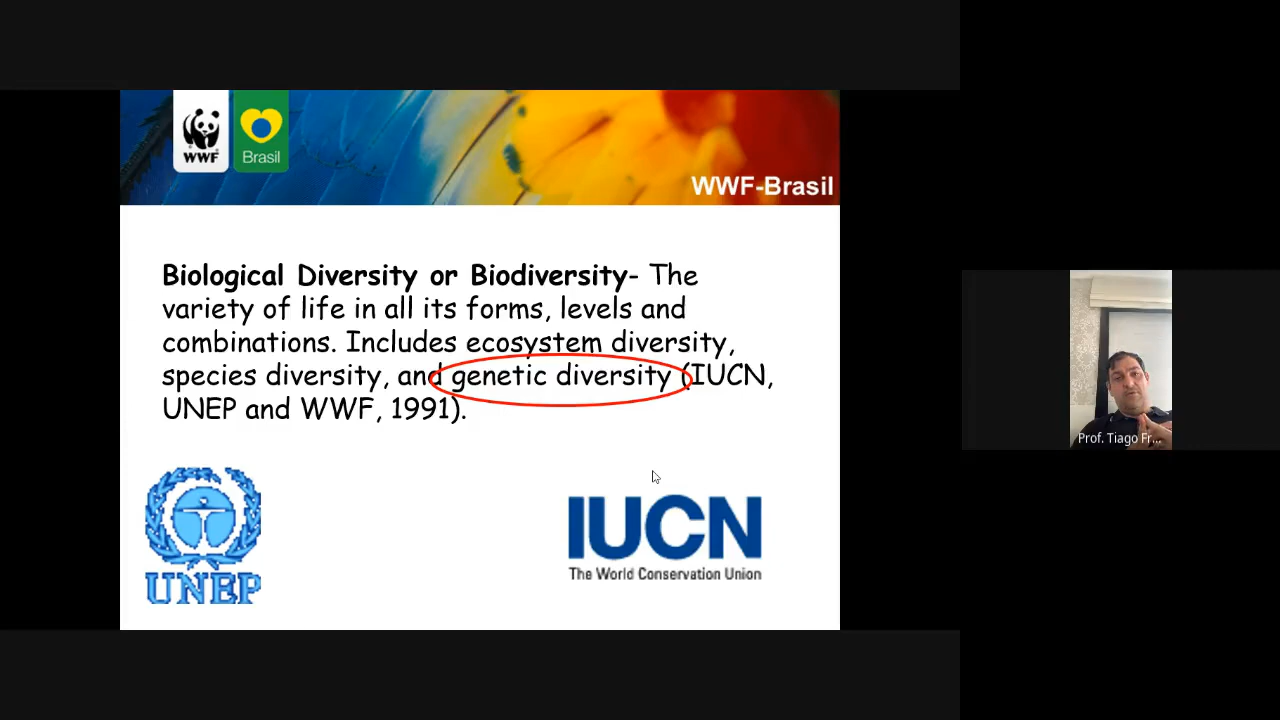 WWF
Brasil
WWF-Brasil
Biological Diversity or Biodiversity- The
variety of life in all its forms, levels and
combinations. Includes ecosystem diversity,
species diversity, and genetic diversity (IUCN,
UNEP and WWF, 1991).
UNEP
IUCN
The World Conservation Union
Prof. Tiago Fr...